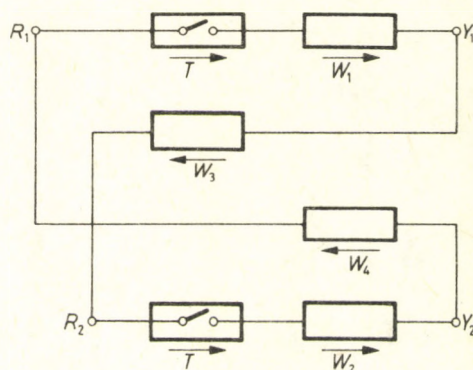 R₁ T W₁ Y₁
W₃
W₄
R₂ T W₂ Y₂